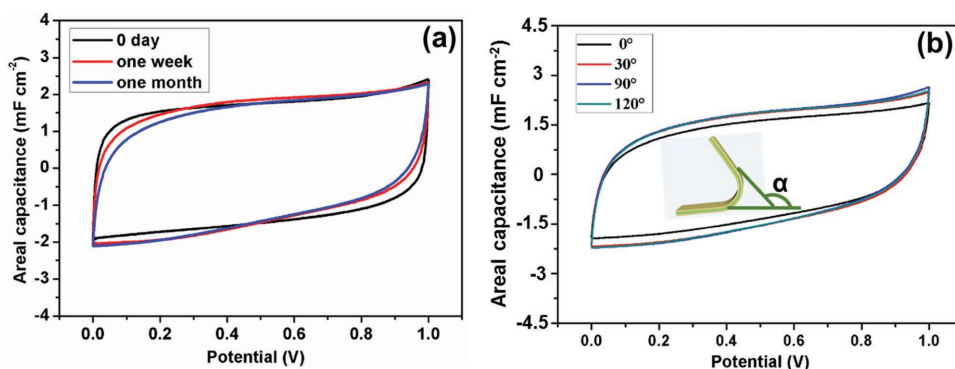 (a)
0 day
one week
one month
Areal capacitance (mF cm⁻²)
4
3
2
1
0
-1
-2
-3
-4
0.0 0.2 0.4 0.6 0.8 1.0
Potential (V)
(b)
0°
30°
90°
120°
α
Areal capacitance (mF cm⁻²)
4.5
3.0
1.5
0
-1.5
-3.0
-4.5
0.0 0.2 0.4 0.6 0.8 1.0
Potential (V)